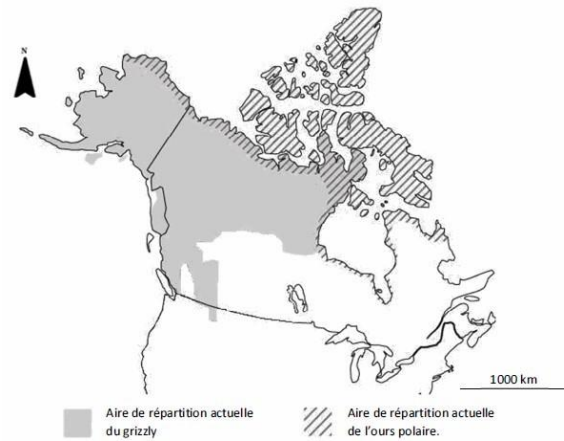 N
1000 km
Aire de répartition actuelle
du grizzly
Aire de répartition actuelle
de l'ours polaire.